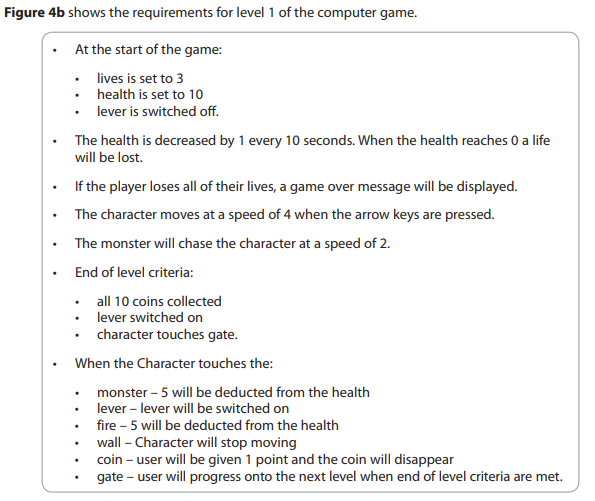 Figure 4b shows the requirements for level 1 of the computer game.
• At the start of the game:
• lives is set to 3
• health is set to 10
• lever is switched off.
• The health is decreased by 1 every 10 seconds. When the health reaches 0 a life
will be lost.
• If the player loses all of their lives, a game over message will be displayed.
• The character moves at a speed of 4 when the arrow keys are pressed.
• The monster will chase the character at a speed of 2.
• End of level criteria:
• all 10 coins collected
• lever switched on
• character touches gate.
• When the Character touches the:
• monster – 5 will be deducted from the health
• lever – lever will be switched on
• fire – 5 will be deducted from the health
• wall – Character will stop moving
• coin – user will be given 1 point and the coin will disappear
• gate – user will progress onto the next level when end of level criteria are met.